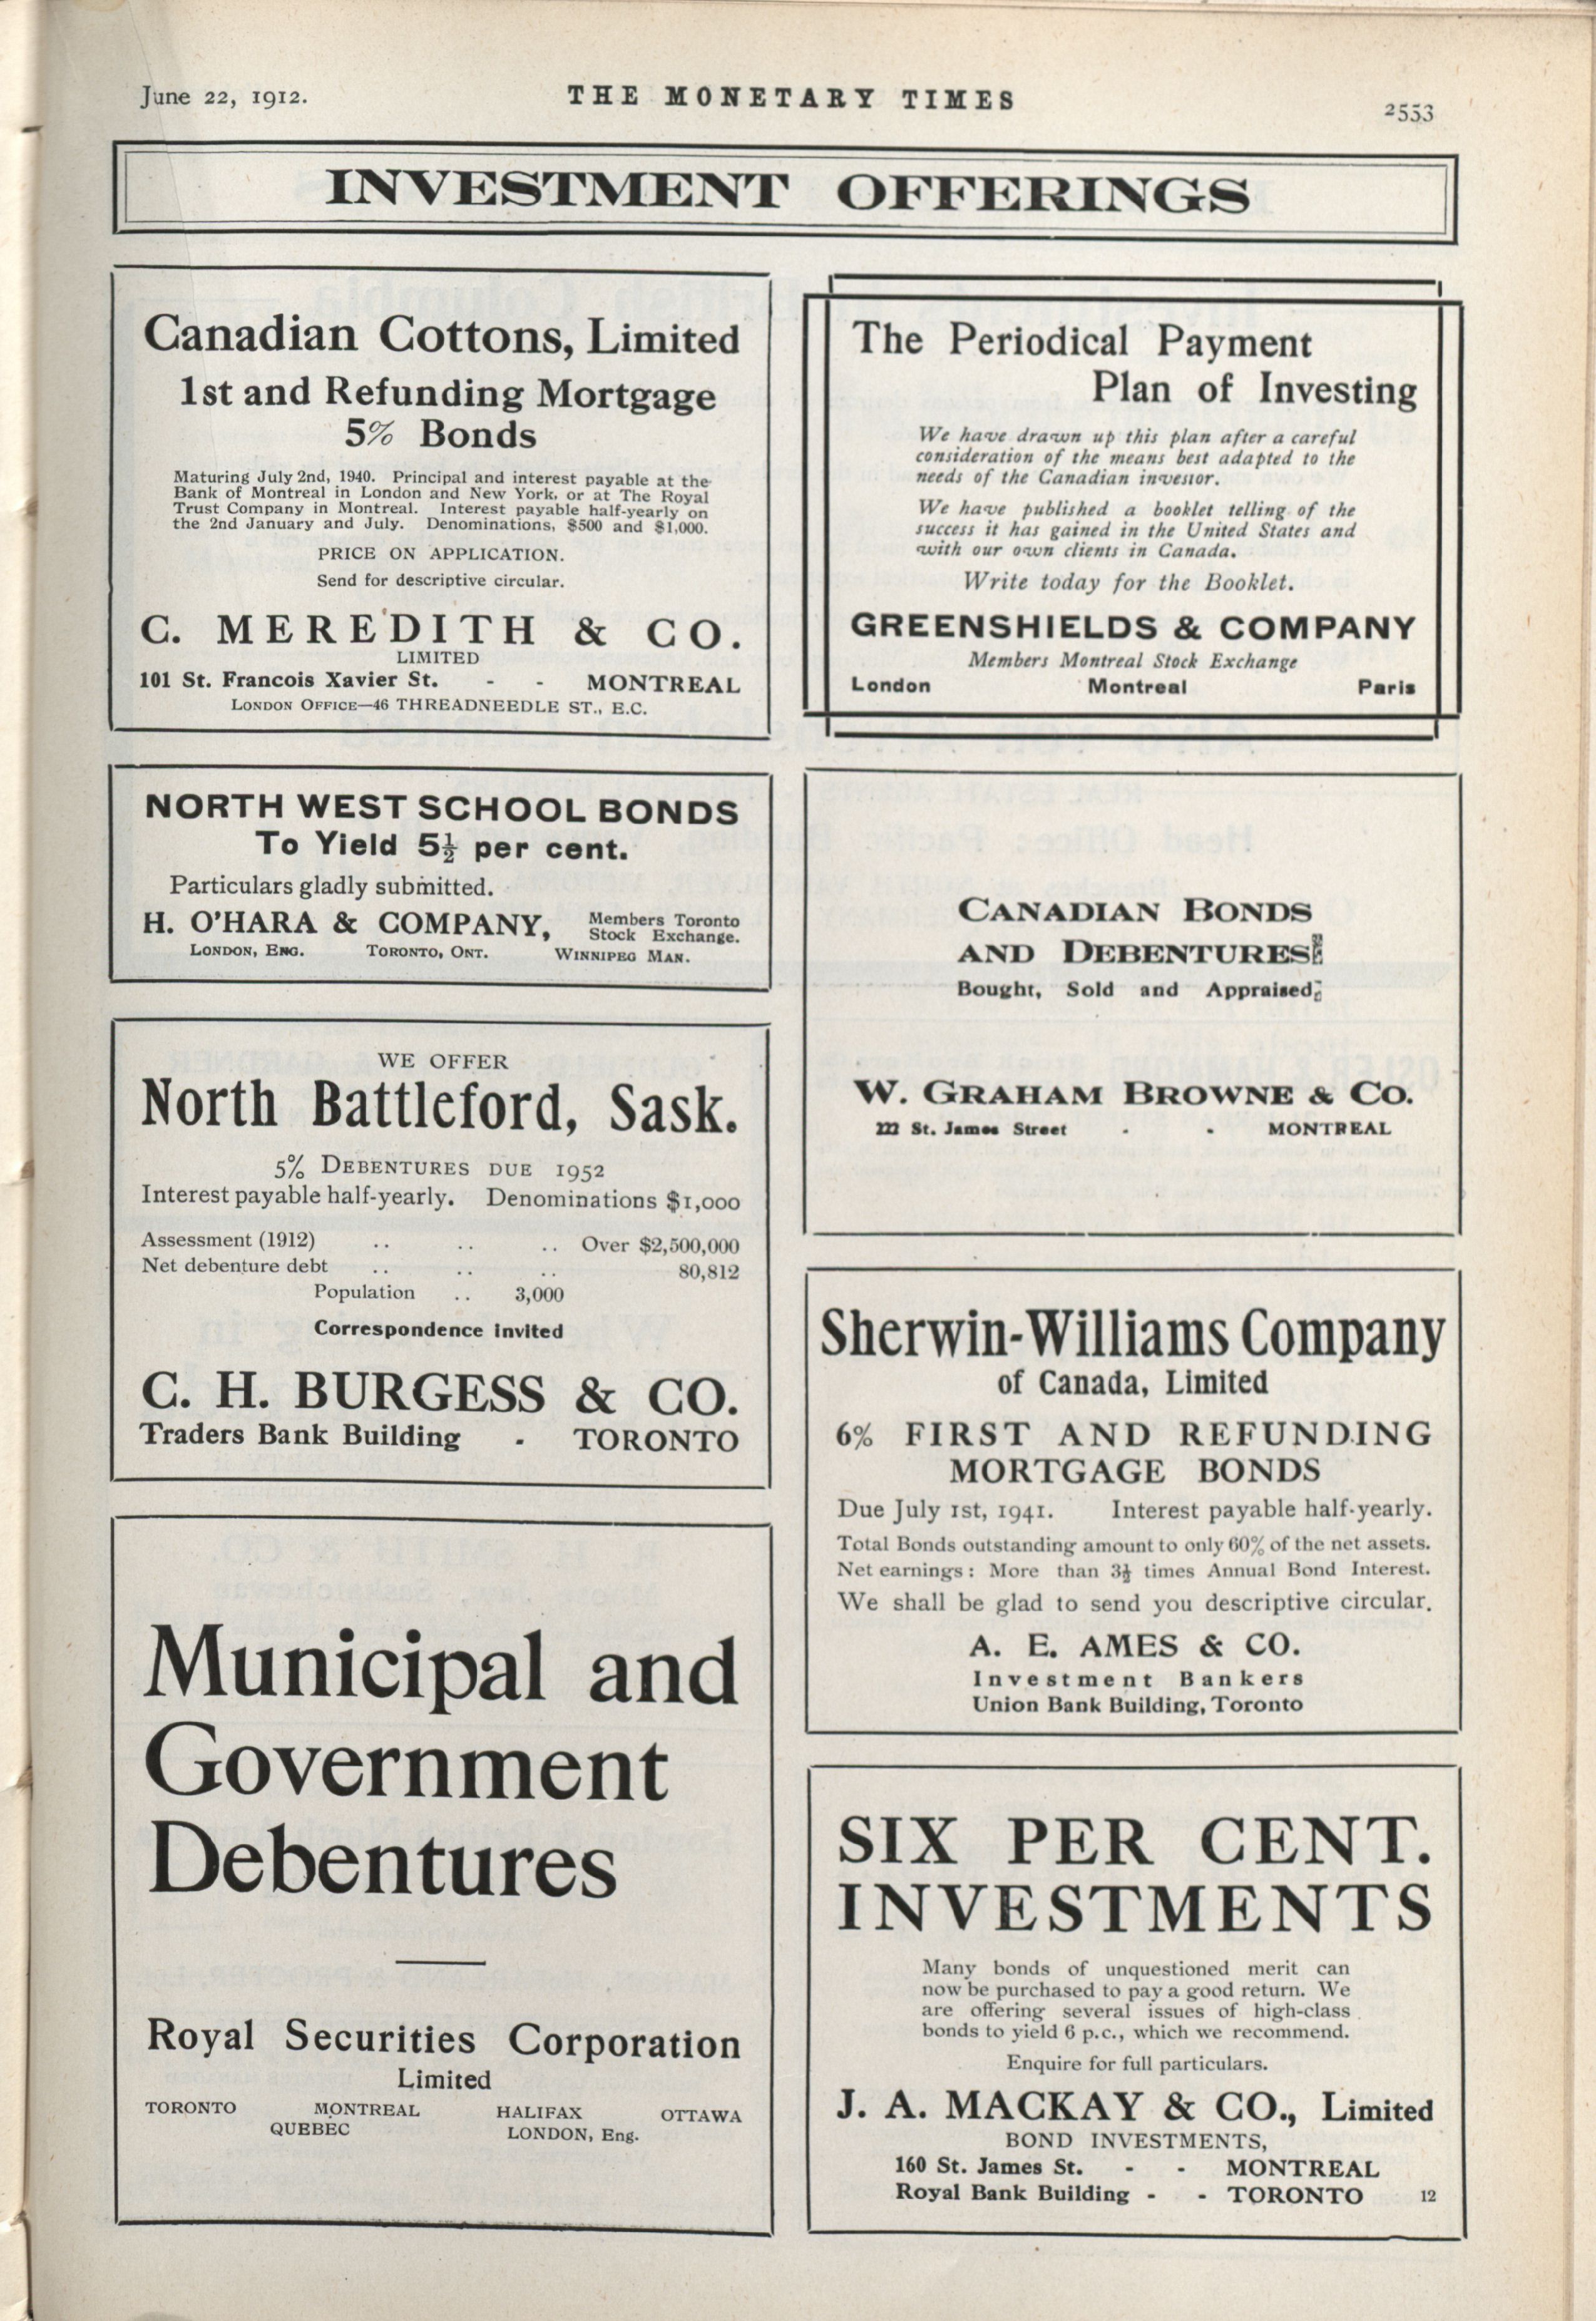 June 22, 1912.
THE MONETARY TIMES
2553
INVESTMENT OFFERINGS
Canadian Cottons, Limited
1st and Refunding Mortgage
5% Bonds
Maturing July 2nd, 1940. Principal and interest payable at the
Bank of Montreal in London and New York, or at The Royal
Trust Company in Montreal. Interest payable half-yearly on
the 2nd January and July. Denominations, $500 and $1,000.
PRICE ON APPLICATION.
Send for descriptive circular.
C. MEREDITH & CO.
LIMITED
101 St. Francois Xavier St. - - MONTREAL
LONDON OFFICE—46 THREADNEEDLE ST., E.C.
NORTH WEST SCHOOL BONDS
To Yield 5½ per cent.
Particulars gladly submitted.
H. O'HARA & COMPANY, Members Toronto
Stock Exchange.
LONDON, ENG. TORONTO, ONT. WINNIPEG MAN.
WE OFFER
North Battleford, Sask.
5% DEBENTURES DUE 1952
Interest payable half-yearly. Denominations $1,000
Assessment (1912) .. .. .. Over $2,500,000
Net debenture debt .. .. .. 80,812
Population .. 3,000
Correspondence invited
C. H. BURGESS & CO.
Traders Bank Building - TORONTO
Municipal and
Government
Debentures
Royal Securities Corporation
Limited
TORONTO MONTREAL HALIFAX OTTAWA
QUEBEC LONDON, Eng.
The Periodical Payment
Plan of Investing
We have drawn up this plan after a careful
consideration of the means best adapted to the
needs of the Canadian investor.
We have published a booklet telling of the
success it has gained in the United States and
with our own clients in Canada.
Write today for the Booklet.
GREENSHIELDS & COMPANY
Members Montreal Stock Exchange
London Montreal Paris
CANADIAN BONDS
AND DEBENTURES
Bought, Sold and Appraised
W. GRAHAM BROWNE & CO.
222 St. James Street - - MONTREAL
Sherwin-Williams Company
of Canada, Limited
6% FIRST AND REFUNDING
MORTGAGE BONDS
Due July 1st, 1941. Interest payable half-yearly.
Total Bonds outstanding amount to only 60% of the net assets.
Net earnings: More than 3½ times Annual Bond Interest.
We shall be glad to send you descriptive circular.
A. E. AMES & CO.
Investment Bankers
Union Bank Building, Toronto
SIX PER CENT.
INVESTMENTS
Many bonds of unquestioned merit can
now be purchased to pay a good return. We
are offering several issues of high-class
bonds to yield 6 p.c., which we recommend.
Enquire for full particulars.
J. A. MACKAY & CO., Limited
BOND INVESTMENTS,
160 St. James St. - - MONTREAL
Royal Bank Building - - TORONTO 12